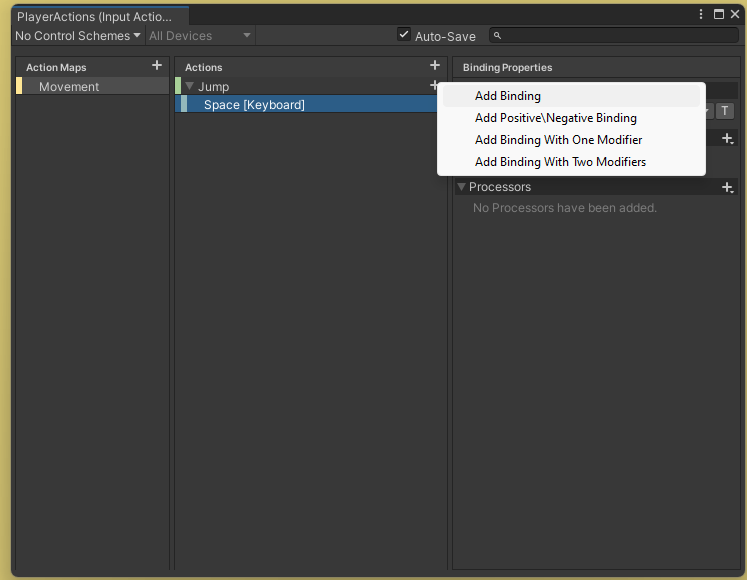 PlayerActions (Input Actio...
No Control Schemes All Devices Auto-Save
Action Maps + Actions + Binding Properties
Movement
Jump +
Space [Keyboard]
Add Binding
Add Positive\Negative Binding
Add Binding With One Modifier
Add Binding With Two Modifiers
T
Processors
No Processors have been added.